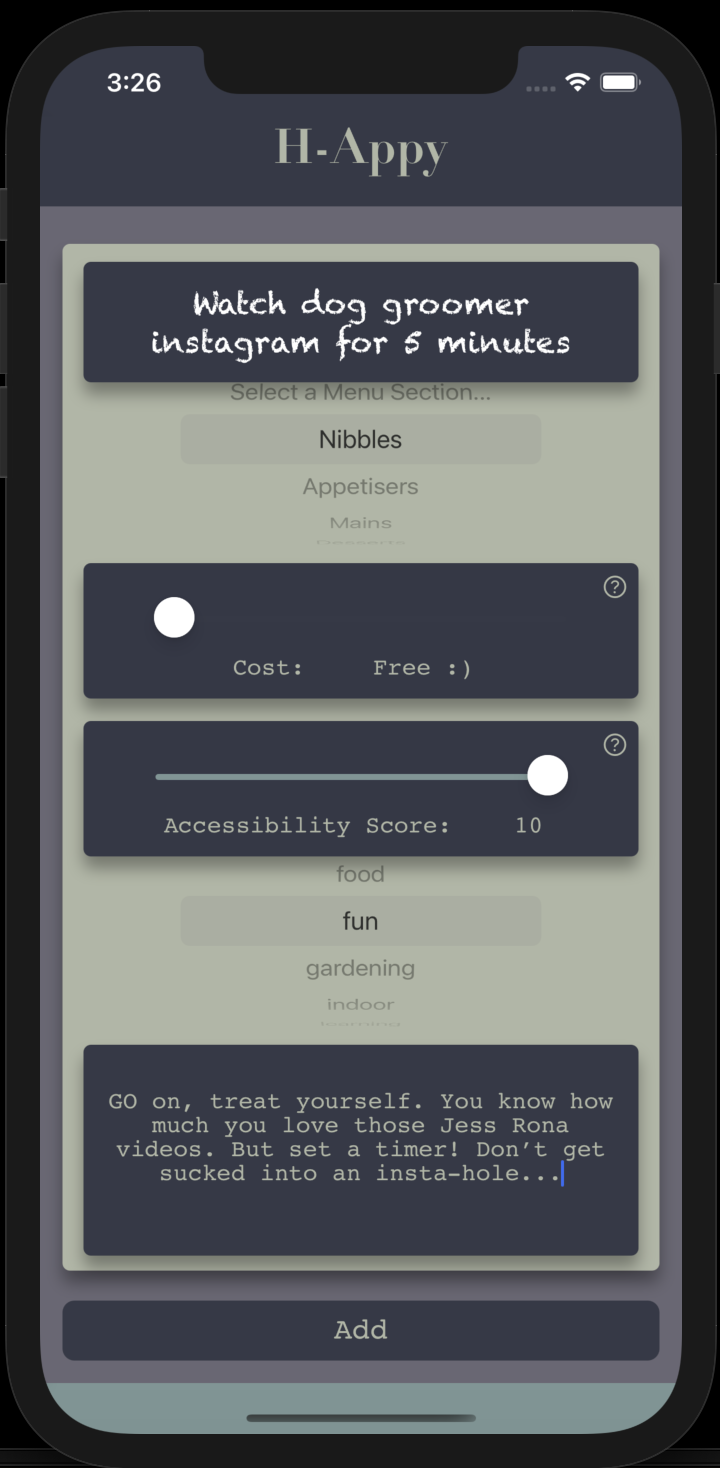 3:26
H-Appy
Watch dog groomer
instagram for 5 minutes
Select a Menu Section...
Nibbles
Appetisers
Mains
Desserts
?
Cost: Free :)
?
Accessibility Score: 10
food
fun
gardening
indoor
learning
GO on, treat yourself. You know how
much you love those Jess Rona
videos. But set a timer! Don’t get
sucked into an insta-hole...
Add